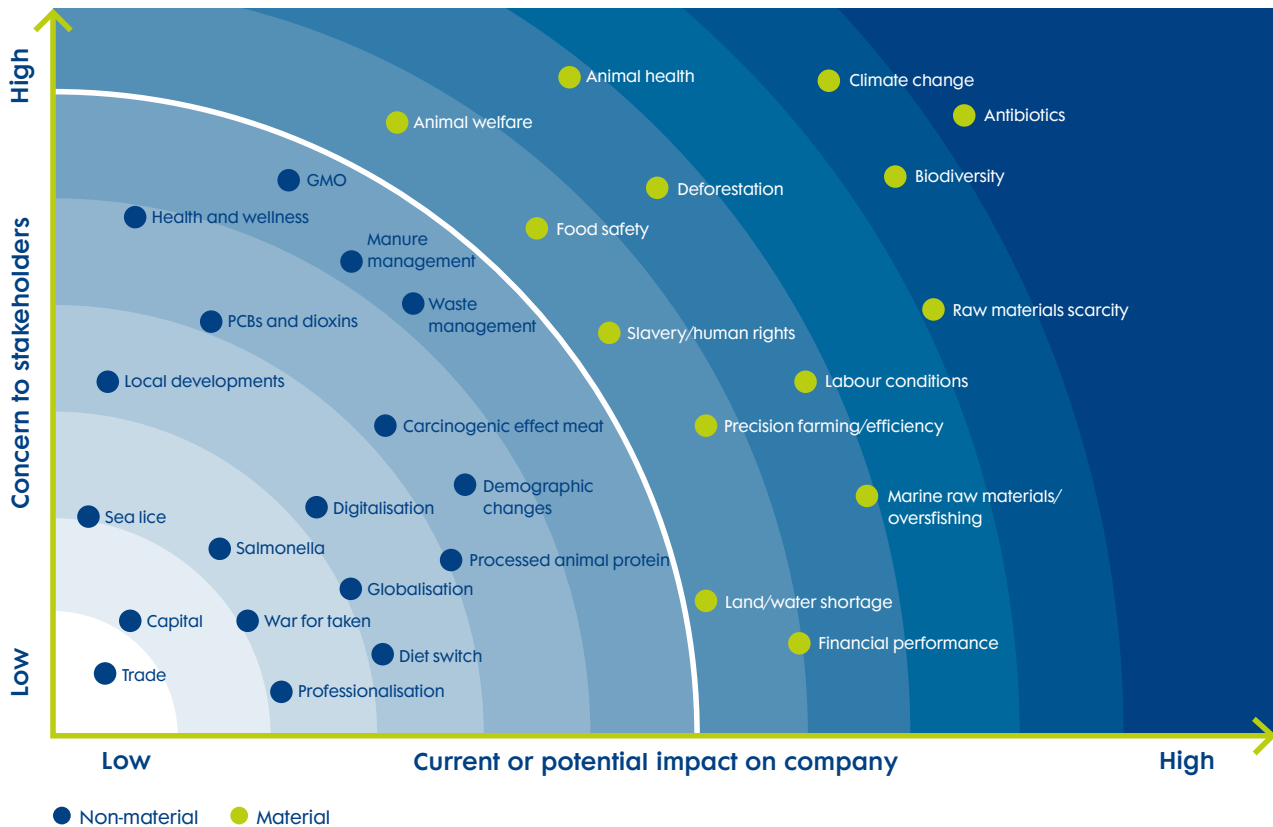 High
Concern to stakeholders
Low
Animal health
Climate change
Antibiotics
Animal welfare
Biodiversity
GMO
Deforestation
Health and wellness
Food safety
Manure
management
Waste
management
Raw materials scarcity
PCBs and dioxins
Slavery/human rights
Local developments
Labour conditions
Carcinogenic effect meat
Precision farming/efficiency
Demographic
changes
Marine raw materials/
oversfishing
Digitalisation
Sea lice
Salmonella
Processed animal protein
Globalisation
Land/water shortage
Capital
War for taken
Financial performance
Diet switch
Trade
Professionalisation
Low
Current or potential impact on company
High
Non-material
Material